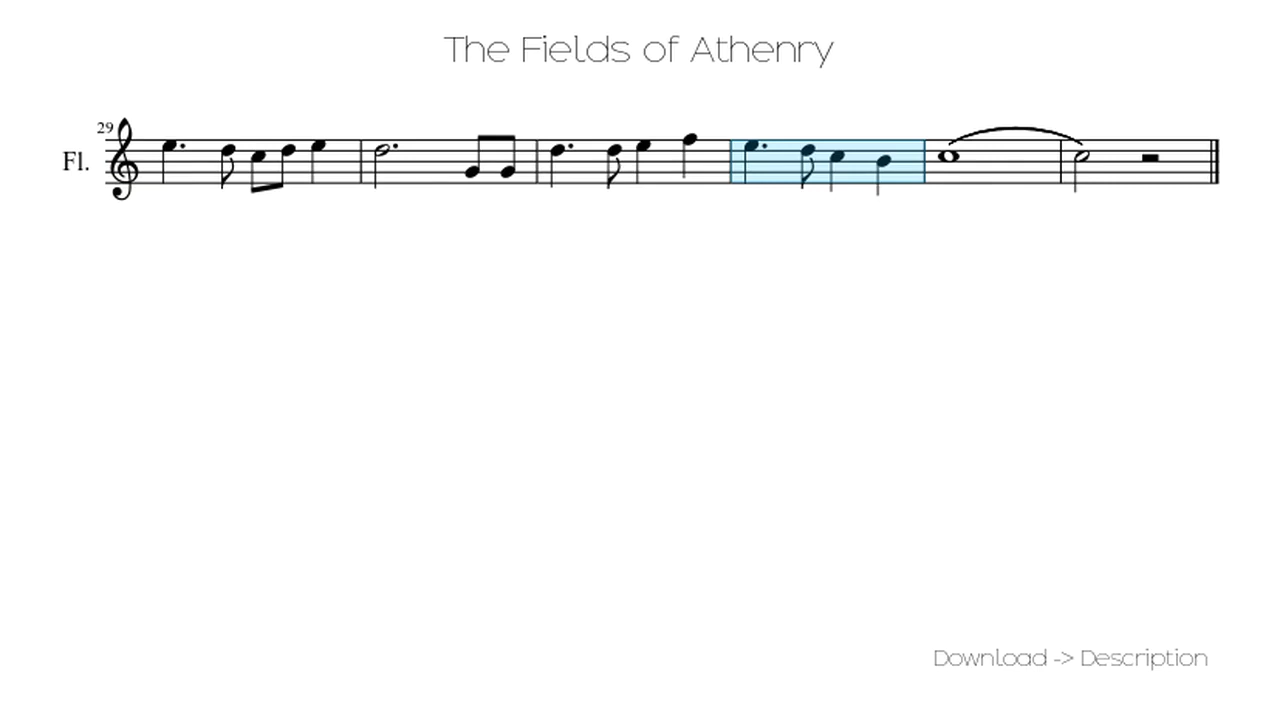 The Fields of Athenry
29
Fl.
Download -> Description